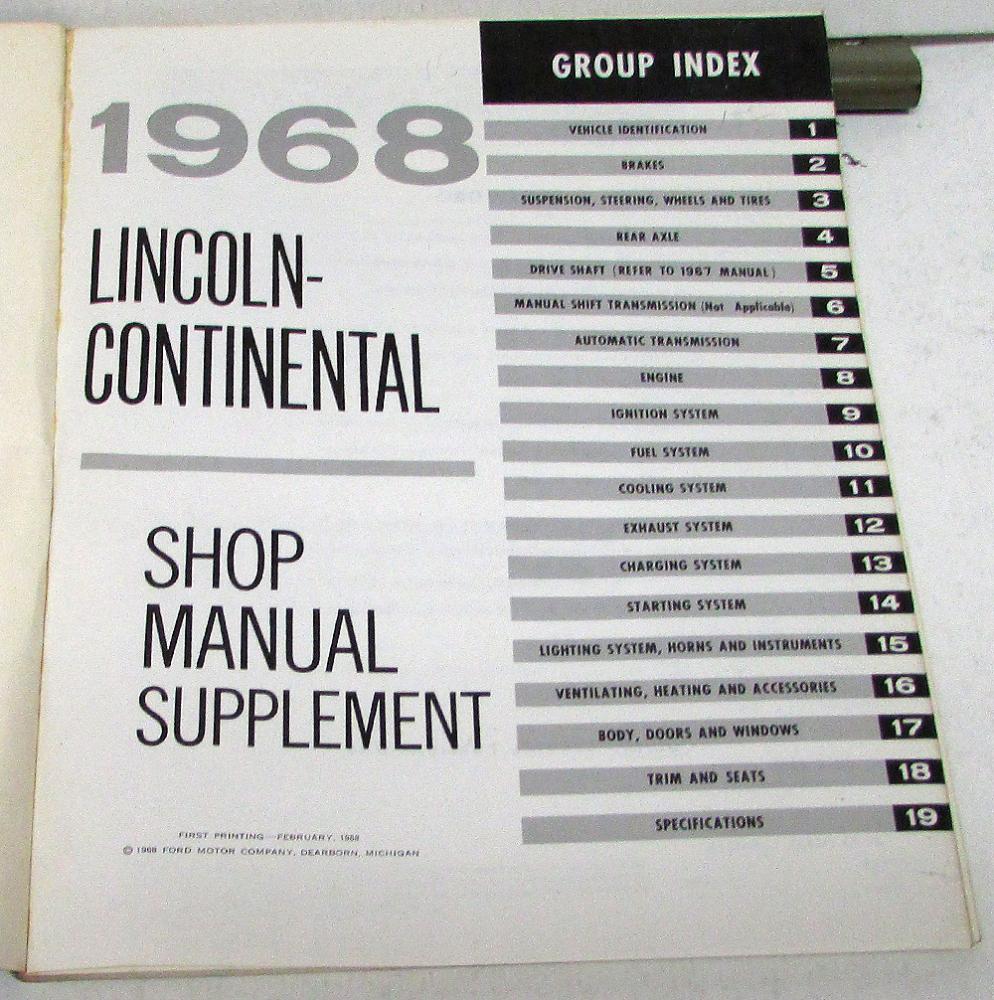 1968
LINCOLN-
CONTINENTAL
SHOP
MANUAL
SUPPLEMENT
FIRST PRINTING—FEBRUARY, 1968
© 1968 FORD MOTOR COMPANY, DEARBORN, MICHIGAN
GROUP INDEX
VEHICLE IDENTIFICATION 1
BRAKES 2
SUSPENSION, STEERING, WHEELS AND TIRES 3
REAR AXLE 4
DRIVE SHAFT (REFER TO 1967 MANUAL) 5
MANUAL SHIFT TRANSMISSION (Not Applicable) 6
AUTOMATIC TRANSMISSION 7
ENGINE 8
IGNITION SYSTEM 9
FUEL SYSTEM 10
COOLING SYSTEM 11
EXHAUST SYSTEM 12
CHARGING SYSTEM 13
STARTING SYSTEM 14
LIGHTING SYSTEM, HORNS AND INSTRUMENTS 15
VENTILATING, HEATING AND ACCESSORIES 16
BODY, DOORS AND WINDOWS 17
TRIM AND SEATS 18
SPECIFICATIONS 19